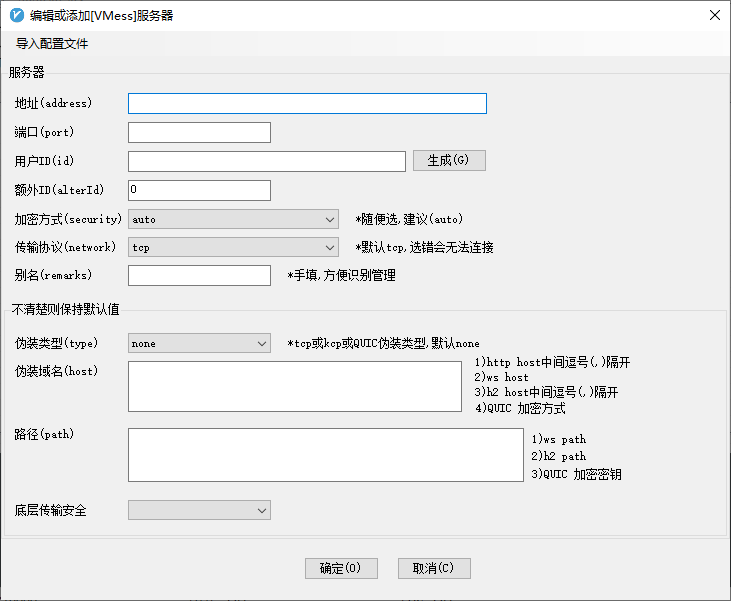 编辑或添加[VMess]服务器
导入配置文件
服务器
地址(address)
端口(port)
用户ID(id)
生成(G)
额外ID(alterId)
0
加密方式(security)
auto
*随便选,建议(auto)
传输协议(network)
tcp
*默认tcp,选错会无法连接
别名(remarks)
*手填,方便识别管理
不清楚则保持默认值
伪装类型(type)
none
*tcp或kcp或QUIC伪装类型,默认none
伪装域名(host)
1)http host中间逗号(,)隔开
2)ws host
3)h2 host中间逗号(,)隔开
4)QUIC 加密方式
路径(path)
1)ws path
2)h2 path
3)QUIC 加密密钥
底层传输安全
确定(O)
取消(C)